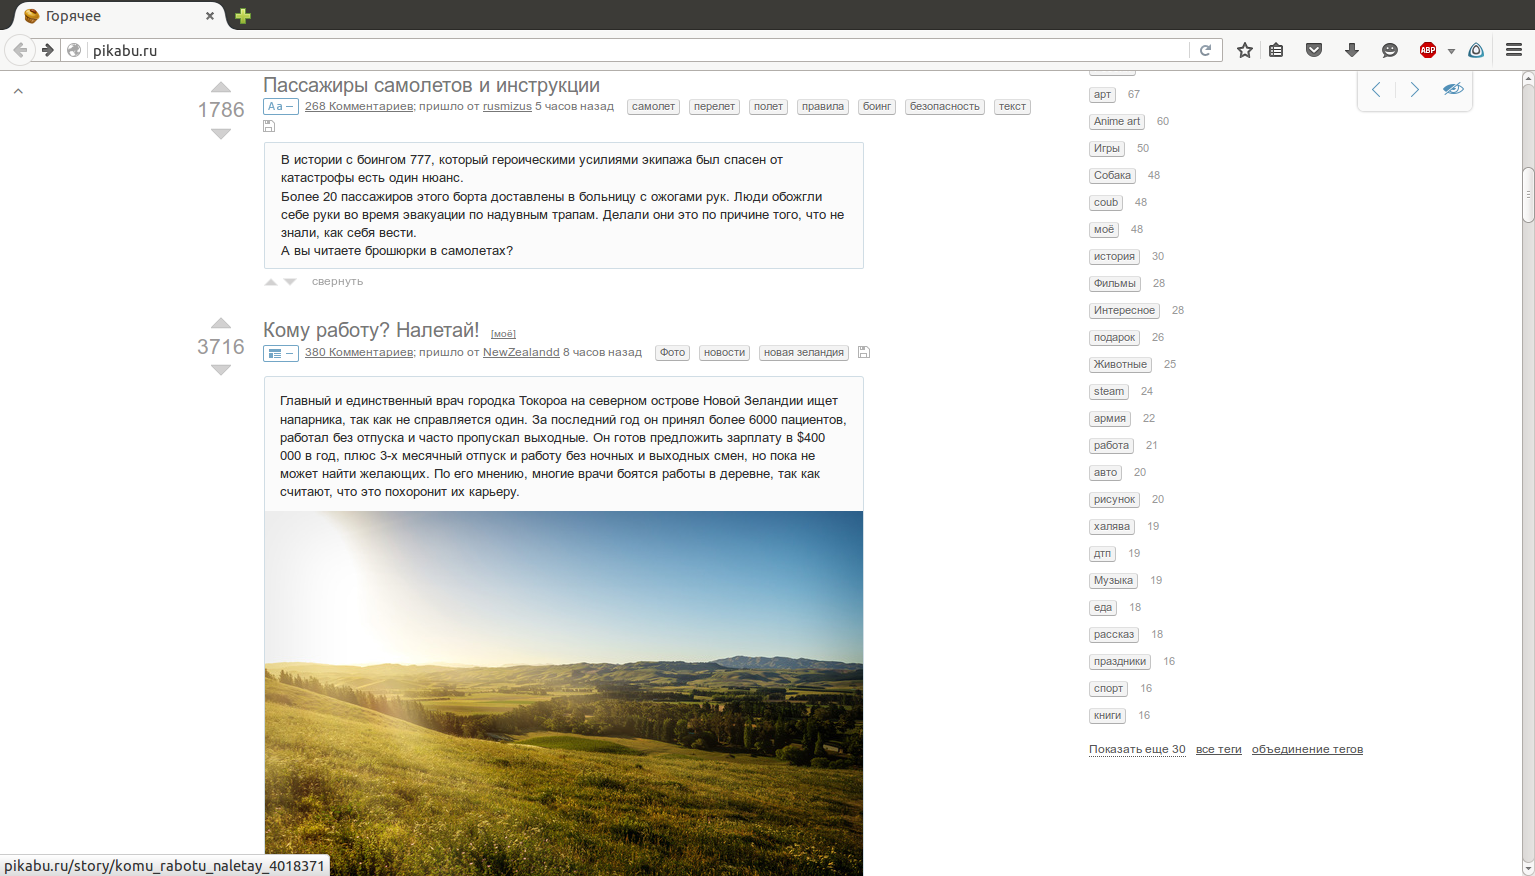 Горячее
pikabu.ru
ABP
Пассажиры самолетов и инструкции
1786
Aa –
268 Комментариев; пришло от rusmizus 5 часов назад
самолет перелет полет правила боинг безопасность текст
В истории с боингом 777, который героическими усилиями экипажа был спасен от
катастрофы есть один нюанс.
Более 20 пассажиров этого борта доставлены в больницу с ожогами рук. Люди обожгли
себе руки во время эвакуации по надувным трапам. Делали они это по причине того, что не
знали, как себя вести.
А вы читаете брошюрки в самолетах?
свернуть
Кому работу? Налетай! [моё]
3716
380 Комментариев; пришло от NewZealandd 8 часов назад
Фото новости новая зеландия
Главный и единственный врач городка Токороа на северном острове Новой Зеландии ищет
напарника, так как не справляется один. За последний год он принял более 6000 пациентов,
работал без отпуска и часто пропускал выходные. Он готов предложить зарплату в $400
000 в год, плюс 3-х месячный отпуск и работу без ночных и выходных смен, но пока не
может найти желающих. По его мнению, многие врачи боятся работы в деревне, так как
считают, что это похоронит их карьеру.
арт 67
Anime art 60
Игры 50
Собака 48
coub 48
моё 48
история 30
Фильмы 28
Интересное 28
подарок 26
Животные 25
steam 24
армия 22
работа 21
авто 20
рисунок 20
халява 19
дтп 19
Музыка 19
еда 18
рассказ 18
праздники 16
спорт 16
книги 16
Показать еще 30 все теги объединение тегов
pikabu.ru/story/komu_rabotu_naletay_4018371